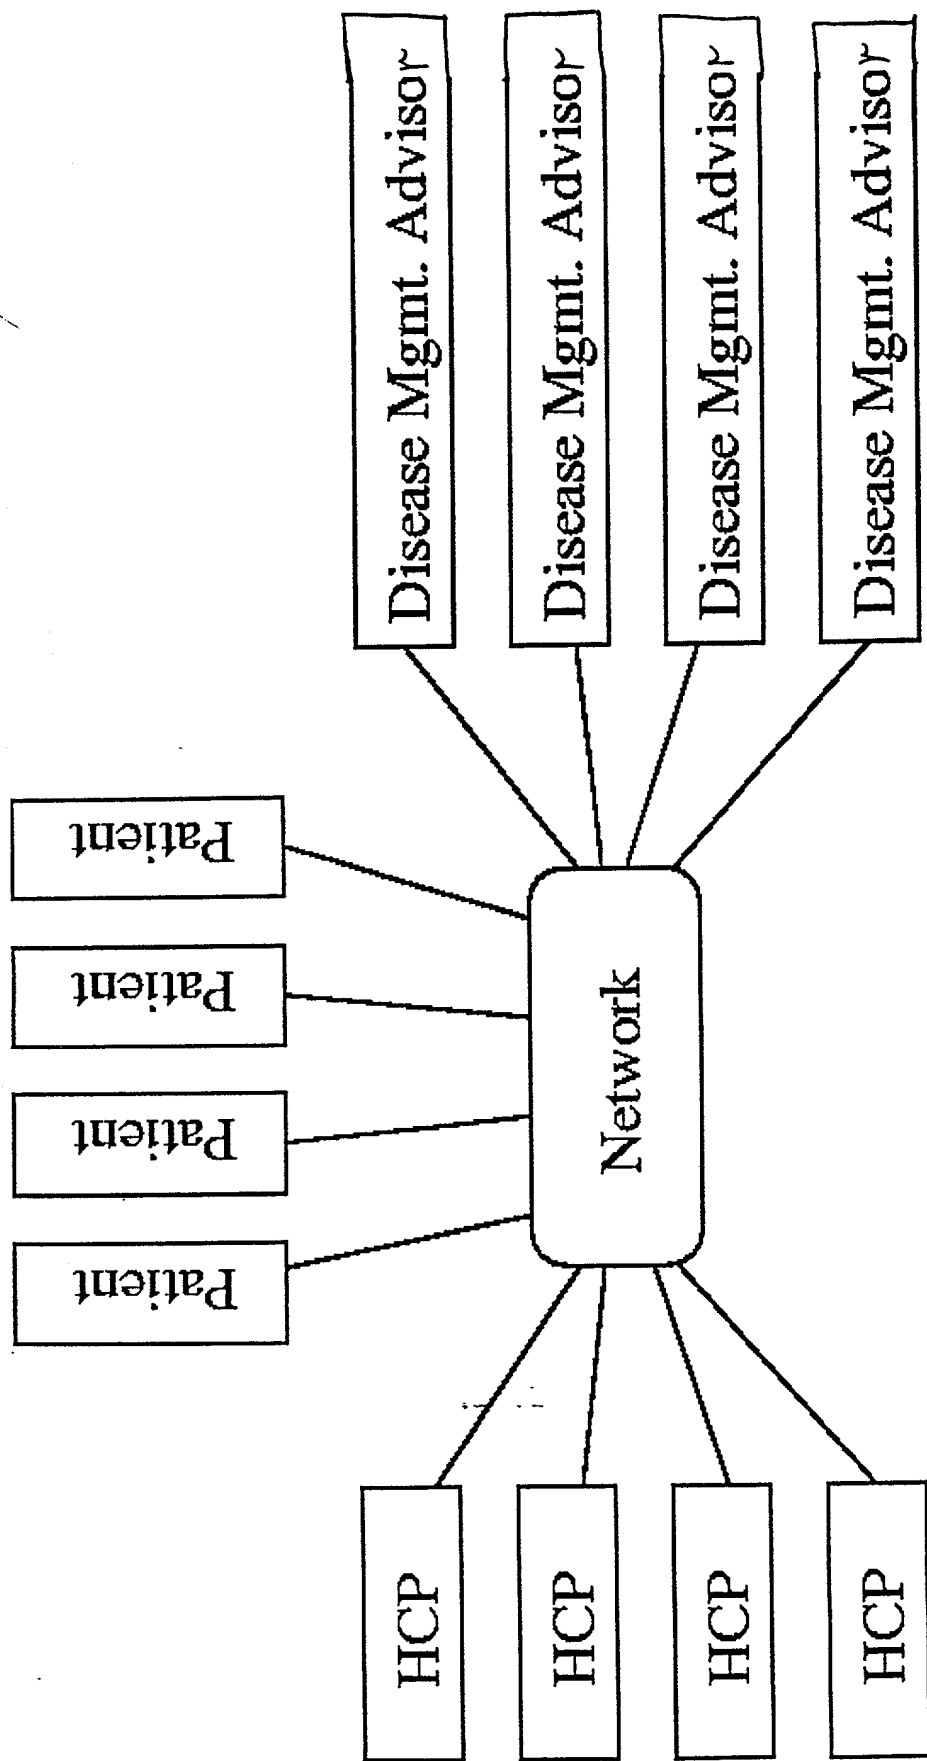 Patient
Patient
Patient
Patient
HCP
HCP
HCP
HCP
Network
Disease Mgmt. Advisor
Disease Mgmt. Advisor
Disease Mgmt. Advisor
Disease Mgmt. Advisor